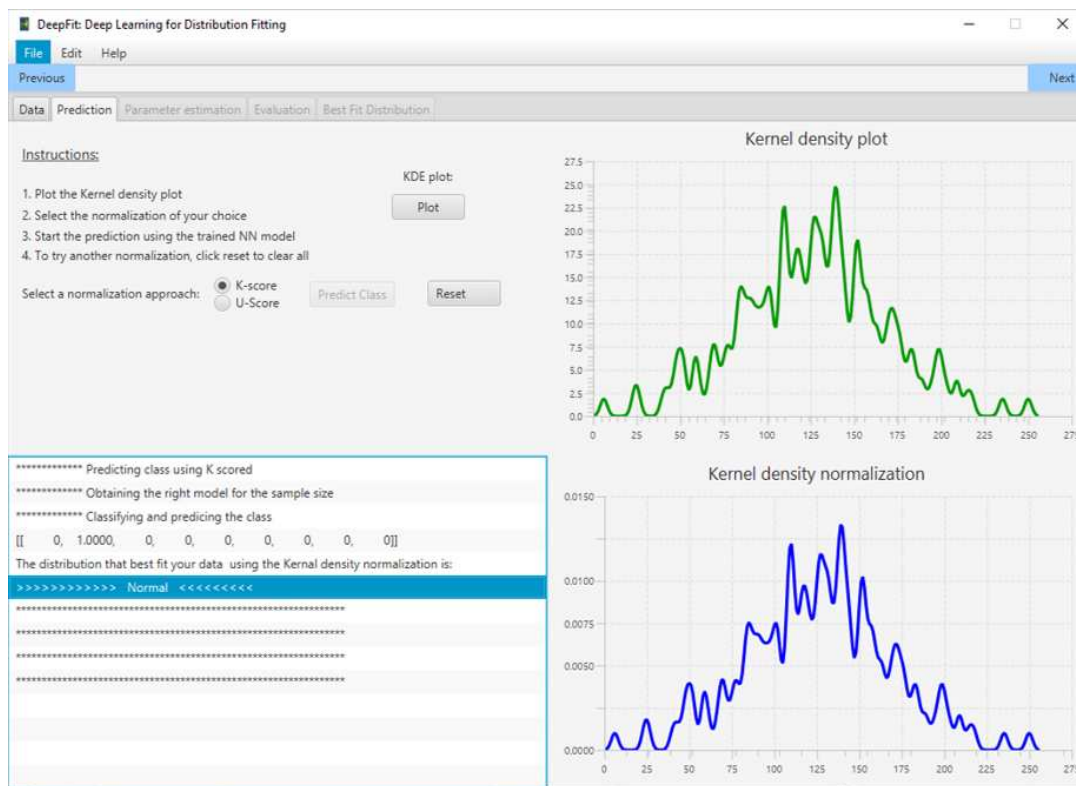 DeepFit: Deep Learning for Distribution Fitting
File Edit Help
Previous Next
Data Prediction Parameter estimation Evaluation Best Fit Distribution
Instructions:
1. Plot the Kernel density plot
2. Select the normalization of your choice
3. Start the prediction using the trained NN model
4. To try another normalization, click reset to clear all
KDE plot:
Plot
Select a normalization approach:
K-score
U-Score
Predict Class
Reset
Kernel density plot
27.5
25.0
22.5
20.0
17.5
15.0
12.5
10.0
7.5
5.0
2.5
0.0
0 25 50 75 100 125 150 175 200 225 250 275
************* Predicting class using K scored
************* Obtaining the right model for the sample size
************* Classifying and predicing the class
[[ 0, 1.0000, 0, 0, 0, 0, 0, 0, 0]]
The distribution that best fit your data using the Kernal density normalization is:
>>>>>>>>>>>> Normal <<<<<<<<<
*****************************************************************
*****************************************************************
*****************************************************************
*****************************************************************
Kernel density normalization
0.0150
0.0100
0.0075
0.0050
0.0000
0 25 50 75 100 125 150 175 200 225 250 275